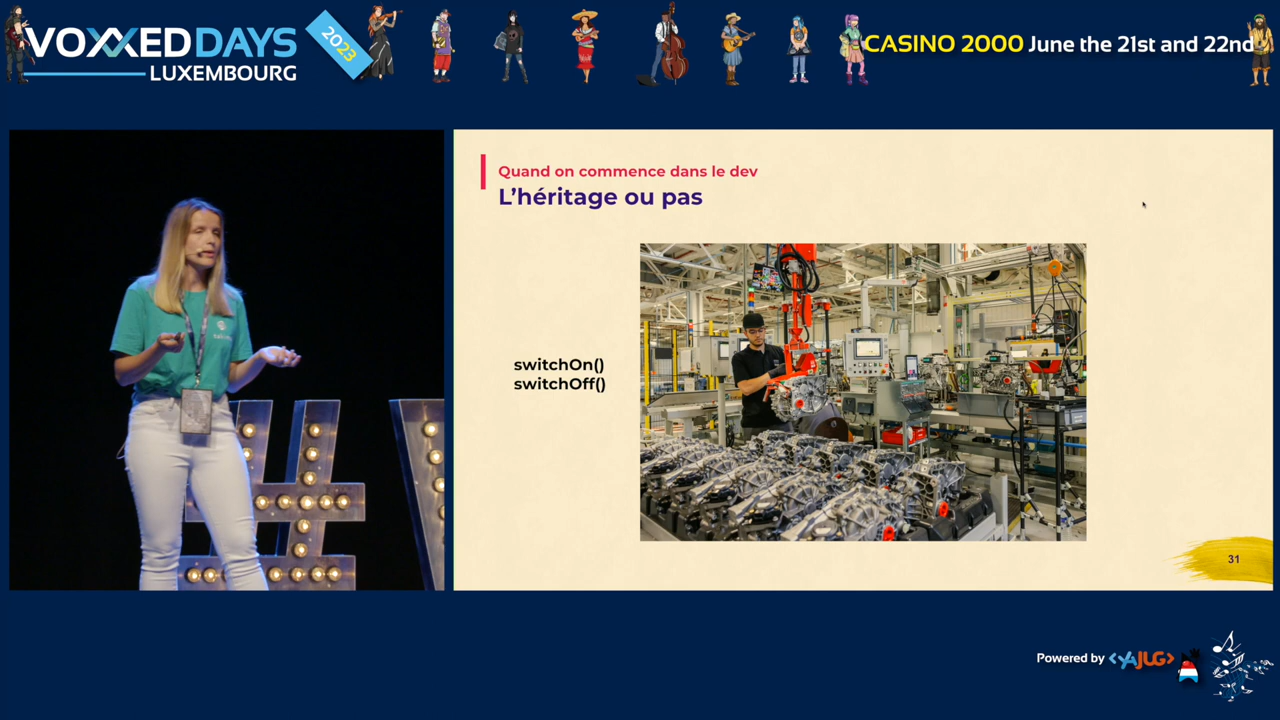 VOXXED DAYS
LUXEMBOURG
2023
CASINO 2000 June the 21st and 22nd
Quand on commence dans le dev
L'héritage ou pas
switchOn()
switchOff()
31
Powered by <YAJUG>